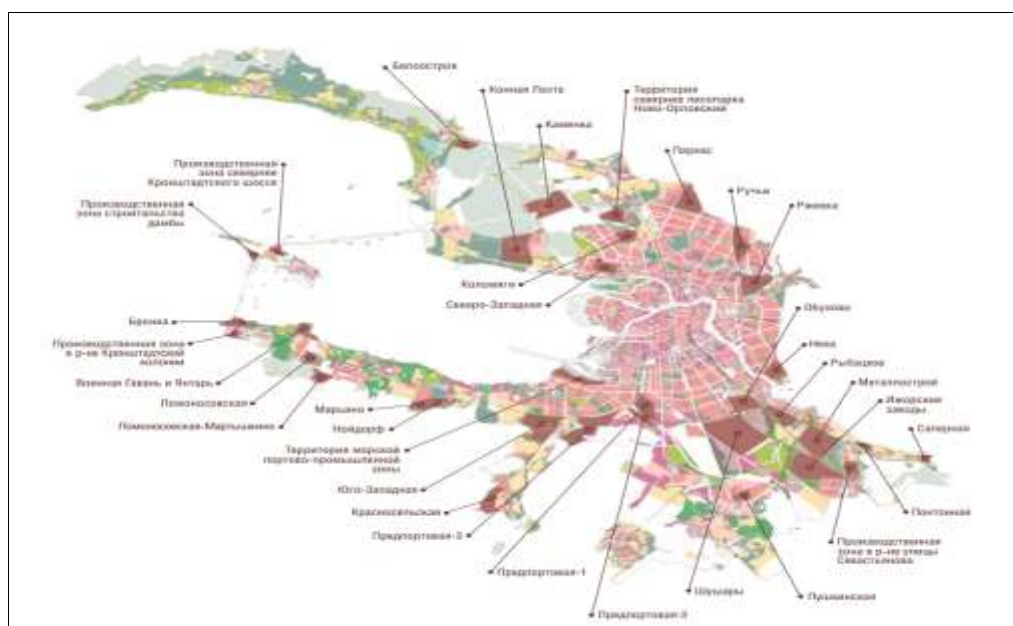 Белоостров
Конная Лахта
Каменка
Территория
севернее лесопарка
Ново-Орловский
Парнас
Ручьи
Ржевка
Производственная
зона севернее
Кронштадтского шоссе
Производственная
зона строительства
дамбы
Коломяги
Северо-Западная
Обухово
Нева
Рыбацкое
Металлострой
Ижорские
заводы
Саперная
Бронка
Производственная зона
в р-не Кронштадтской
колонии
Военная Гавань и Янтарь
Ломоносовская
Ломоносовская-Мартышкино
Марьино
Нойдорф
Территория морской
портово-промышленной
зоны
Юго-Западная
Красносельская
Предпортовая-3
Предпортовая-1
Предпортовая-2
Шушары
Пушкинская
Понтонная
Производственная
зона в р-не улицы
Севастьянова